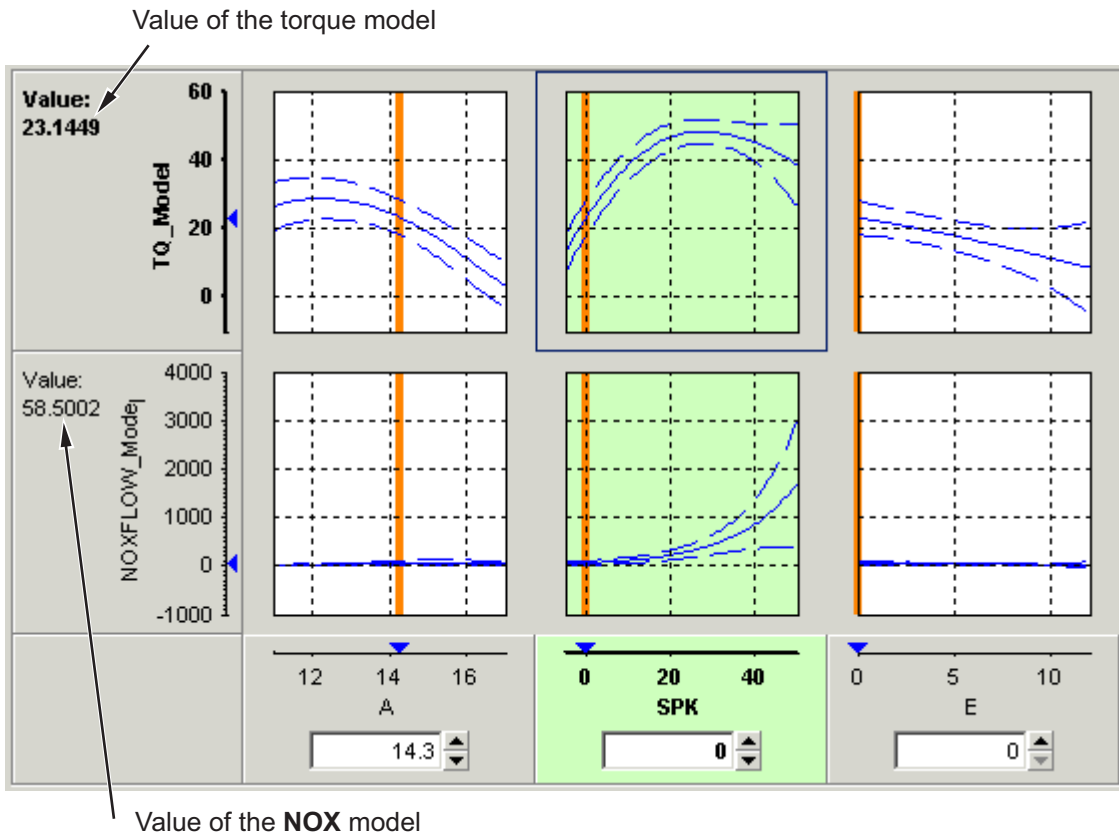 Value of the torque model
Value:
23.1449
TQ_Model
60
40
20
0
Value:
58.5002
NOXFLOW_Model
4000
3000
2000
1000
0
-1000
12 14 16
A
14.3
0 20 40
SPK
0
0 5 10
E
0
Value of the NOX model